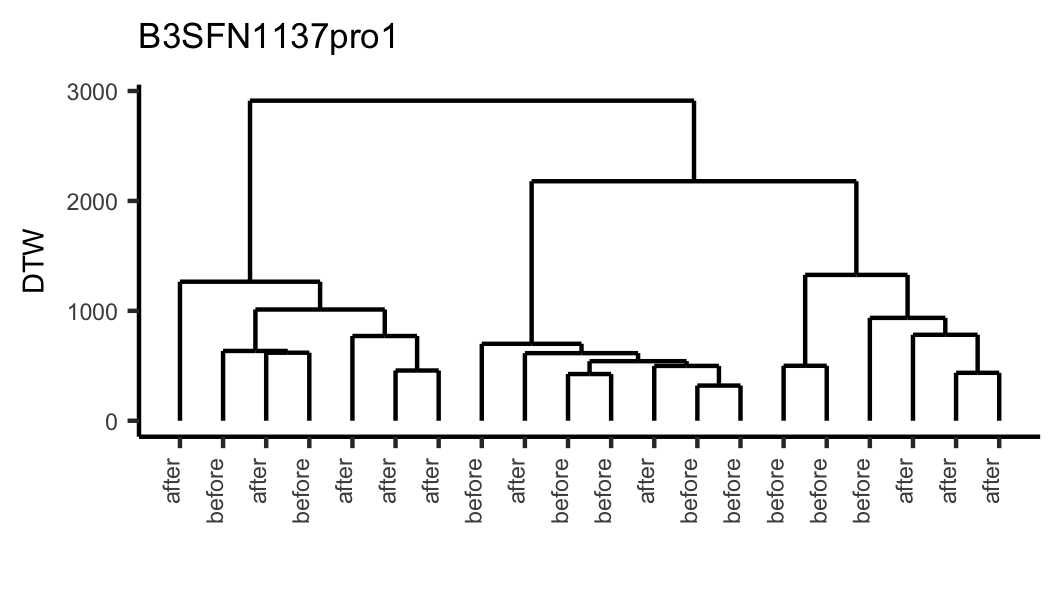 B3SFN1137pro1
3000
2000
1000
0
DTW
after
before
after
before
after
after
after
before
after
before
before
after
before
before
before
before
before
after
after
after